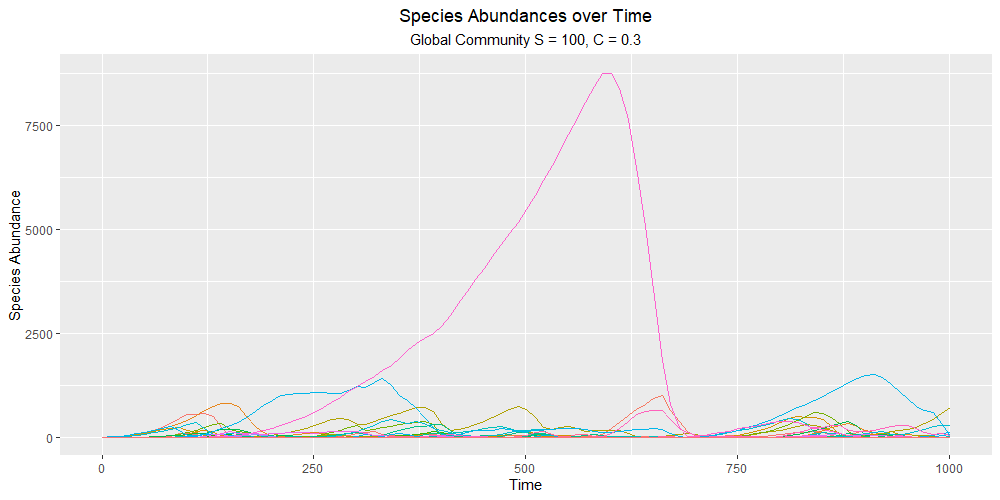 Species Abundances over Time
Global Community S = 100, C = 0.3
Species Abundance
7500
5000
2500
0
0
250
500
750
1000
Time